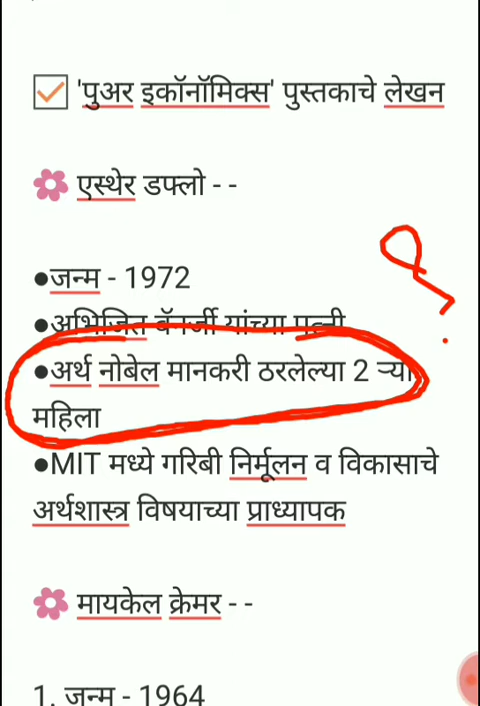 'पुअर इकॉनॉमिक्स' पुस्तकाचे लेखन
एस्थेर डफ्लो - -
●जन्म - 1972
●अभिजित बॅनर्जी यांच्या पत्नी
●अर्थ नोबेल मानकरी ठरलेल्या 2 ऱ्या
महिला
●MIT मध्ये गरिबी निर्मूलन व विकासाचे
अर्थशास्त्र विषयाच्या प्राध्यापक
मायकेल क्रेमर - -
1. जन्म - 1964